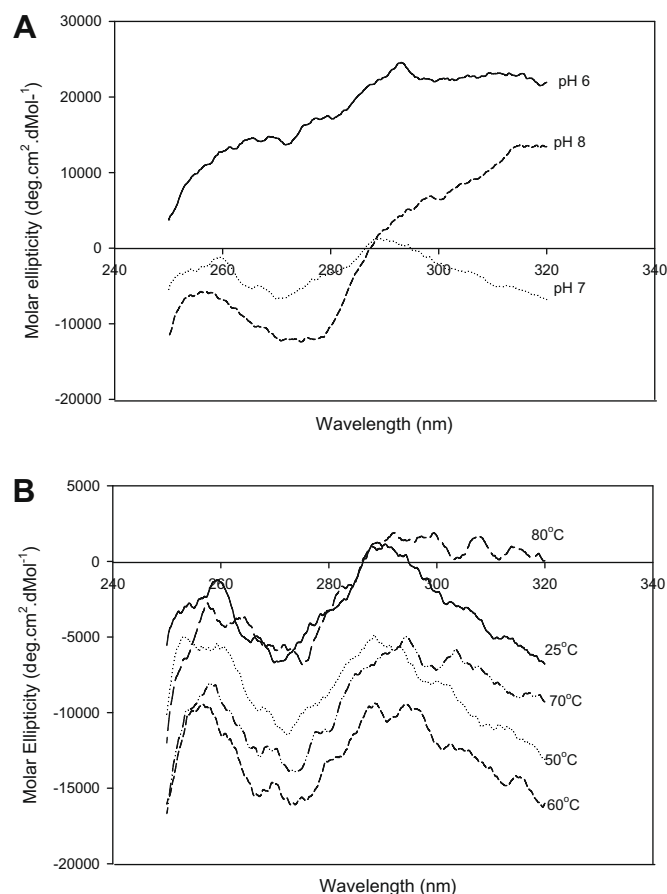 A
30000
20000
10000
0
-10000
-20000
240
260
280
300
320
340
Molar ellipticity (deg.cm².dMol-1)
pH 6
pH 8
pH 7
Wavelength (nm)
B
5000
0
-5000
-10000
-15000
-20000
240
260
280
300
320
340
Molar Ellipticity (deg.cm².dMol⁻¹)
80°C
25°C
70°C
50°C
60°C
Wavelength (nm)